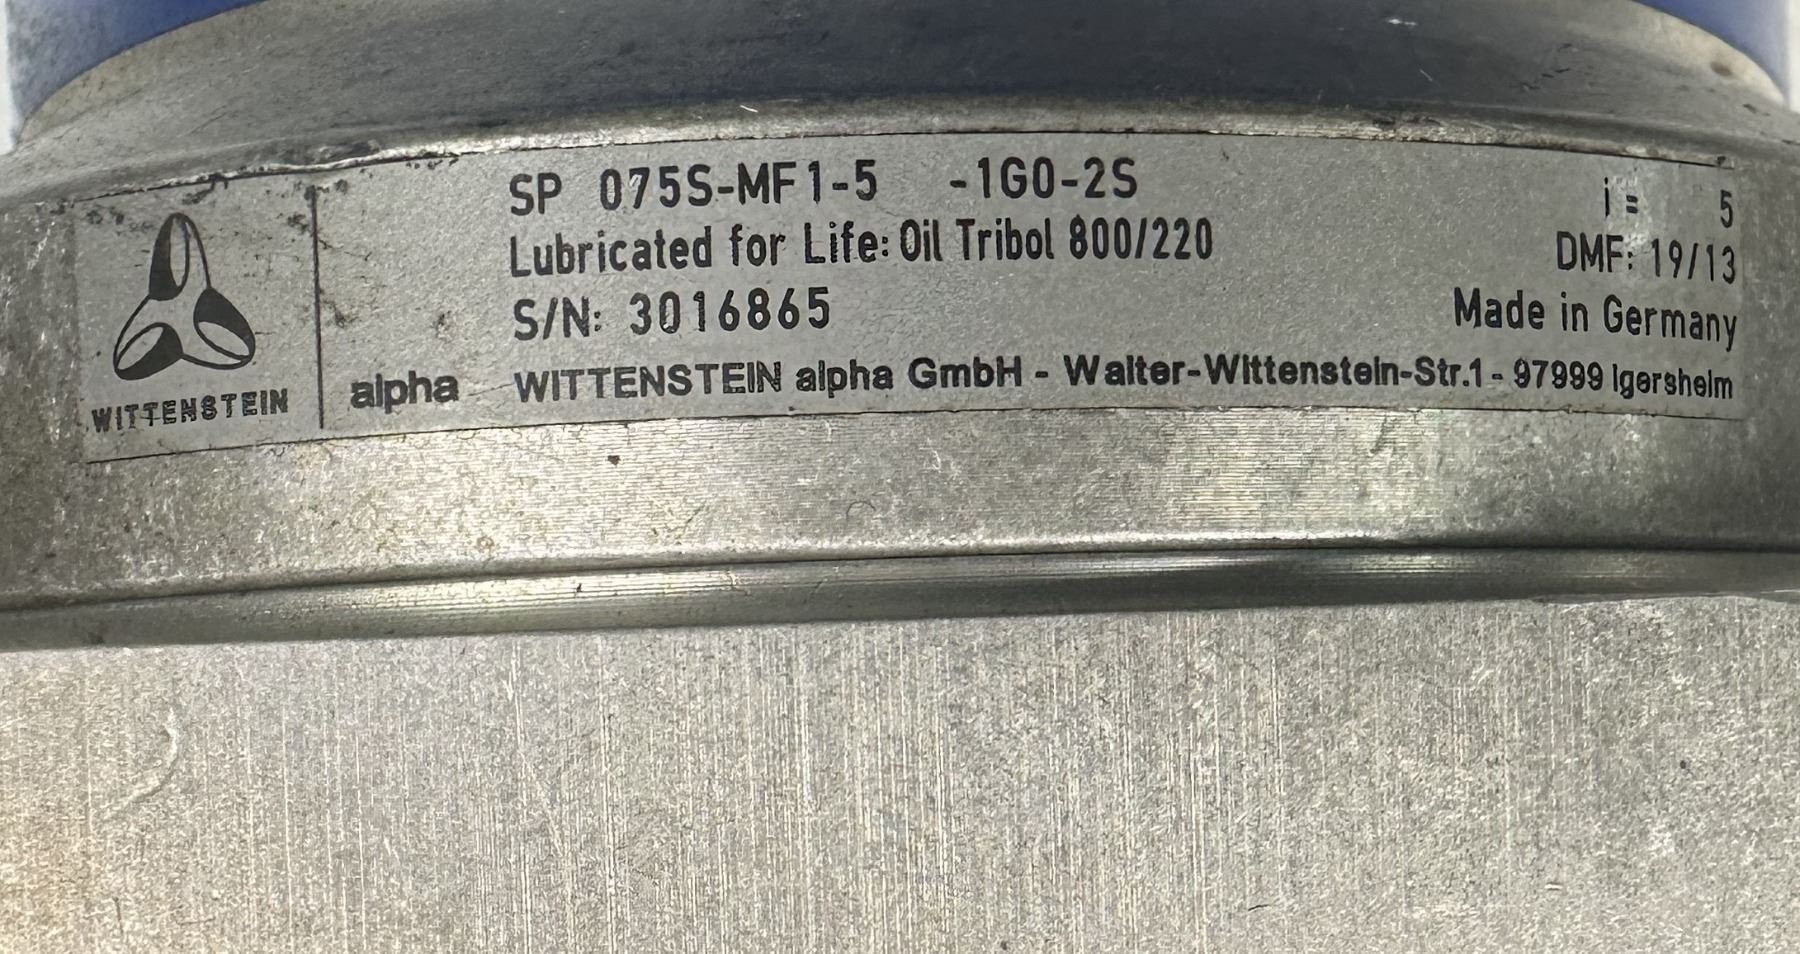 SP 075S-MF1-5 -1G0-2S i = 5
Lubricated for Life: Oil Tribol 800/220 DMF: 19/13
S/N: 3016865 Made in Germany
WITTENSTEIN alpha WITTENSTEIN alpha GmbH - Walter-Wittenstein-Str.1 - 97999 Igersheim